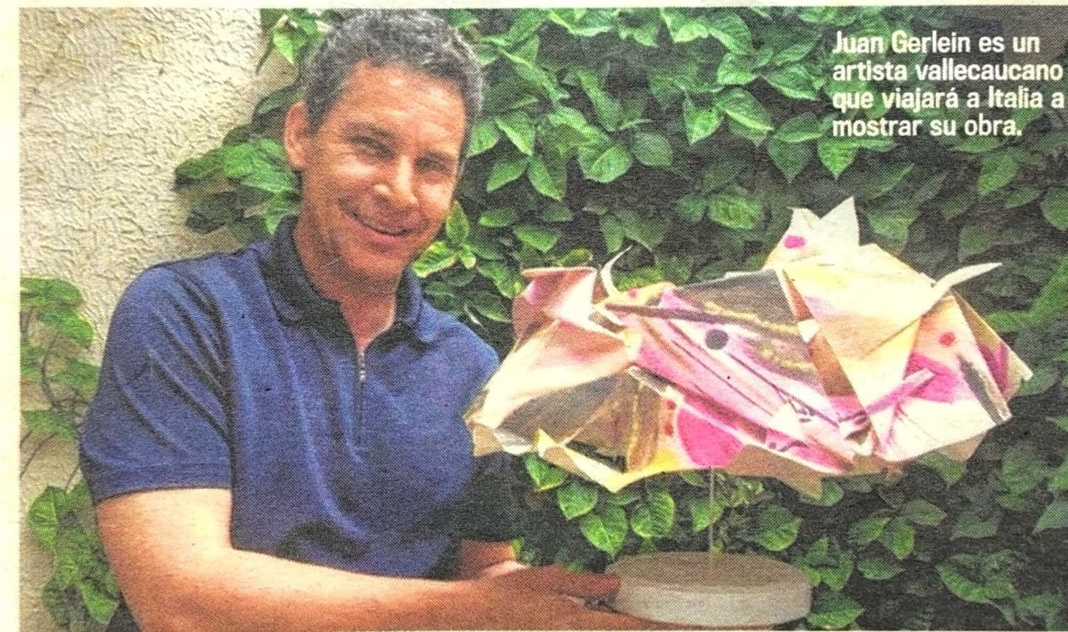 Juan Gerlein es un
artista vallecaucano
que viajará a Italia a
mostrar su obra.